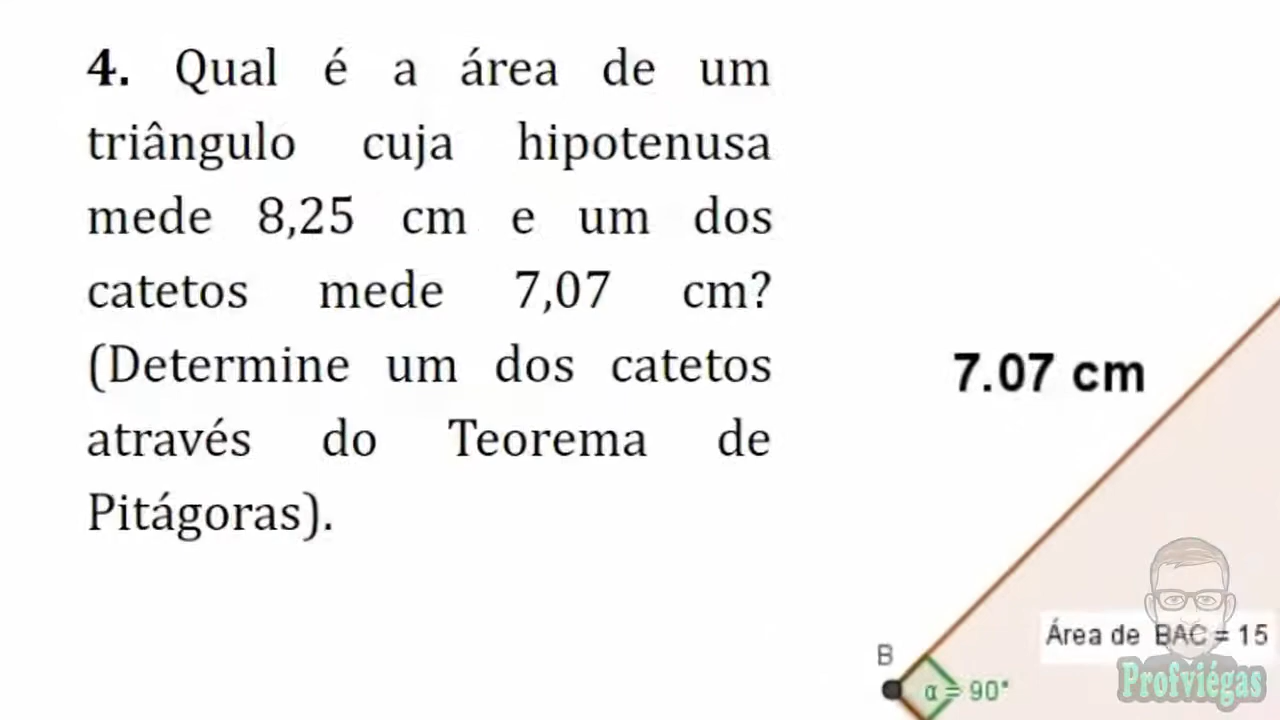 4. Qual é a área de um
triângulo cuja hipotenusa
mede 8,25 cm e um dos
catetos mede 7,07 cm?
(Determine um dos catetos
através do Teorema de
Pitágoras).
7.07 cm
Área de BAC = 15
B
α = 90°
Profviégas